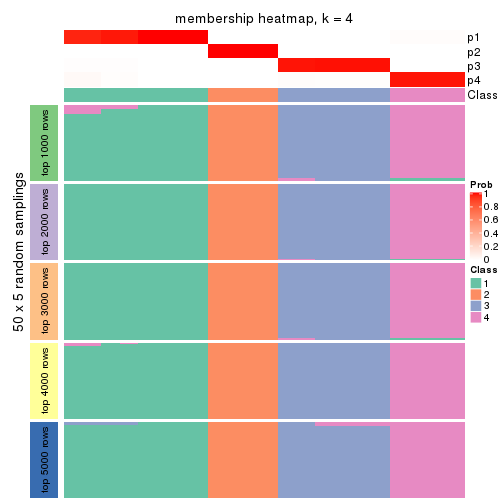 membership heatmap, k = 4
p1
p2
p3
p4
Class
50 x 5 random samplings
top 1000 rows
top 2000 rows
top 3000 rows
top 4000 rows
top 5000 rows
Prob
1
0.8
0.6
0.4
0.2
0
Class
1
2
3
4